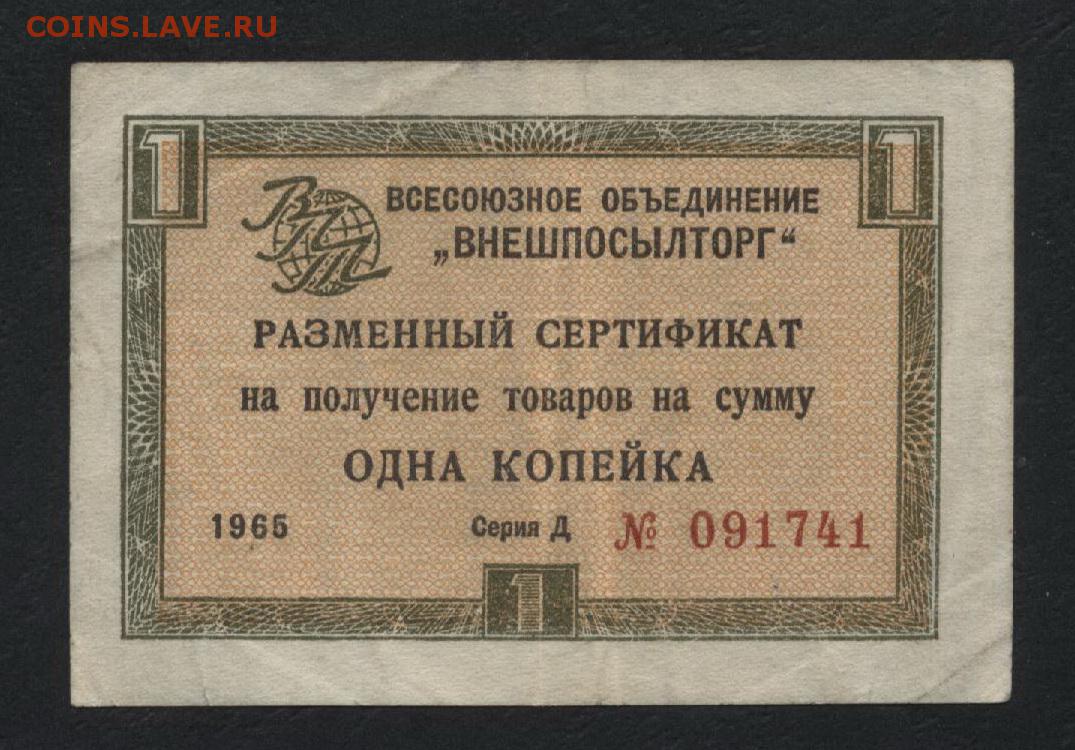 COINS.LAVE.RU
1 1
ВПТ
ВСЕСОЮЗНОЕ ОБЪЕДИНЕНИЕ
„ВНЕШПОСЫЛТОРГ“
РАЗМЕННЫЙ СЕРТИФИКАТ
на получение товаров на сумму
ОДНА КОПЕЙКА
1965 Серия Д № 091741
1